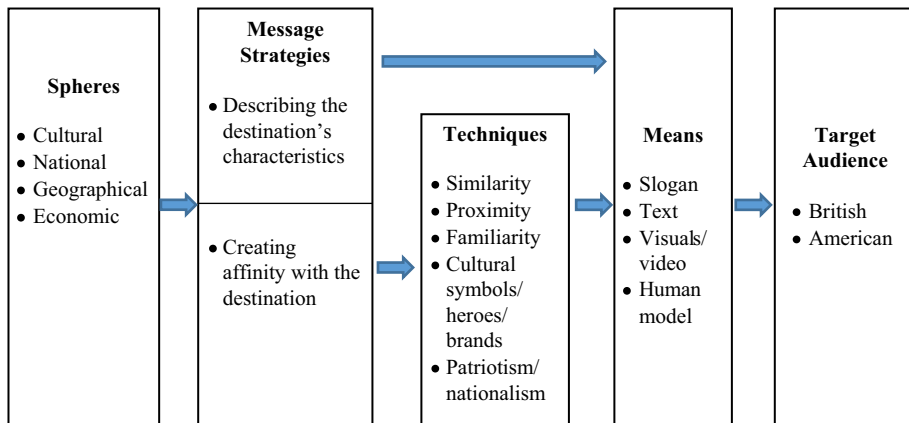 Spheres
• Cultural
• National
• Geographical
• Economic
Message
Strategies
• Describing the
destination's
characteristics
• Creating
affinity with the
destination
Techniques
• Similarity
• Proximity
• Familiarity
• Cultural
symbols/
heroes/
brands
• Patriotism/
nationalism
Means
• Slogan
• Text
• Visuals/
video
• Human
model
Target
Audience
• British
• American